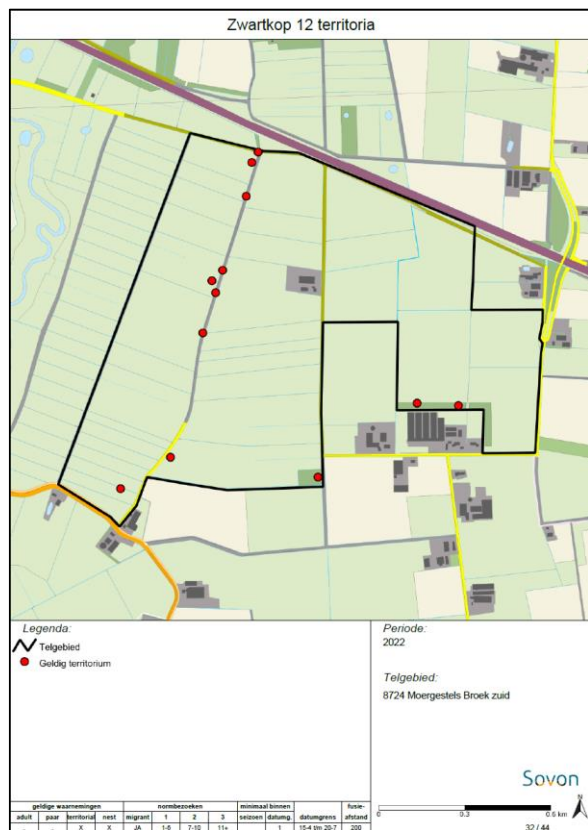 Zwartkop 12 territoria
Legenda:
Telgebied
Geldig territorium
Periode:
2022
Telgebied:
8724 Moergestels Broek zuid
Sovon
0 0.3 0.6 km
N
geldige waarnemingen normbezoeken minimaal binnen fusie-
adult paar territoriaal nest migrant 1 2 3 seizoen datumg. datumgrens afstand
. . X X JA 1-6 7-10 11+ . 1 15-4 t/m 20-7 200
32 / 44